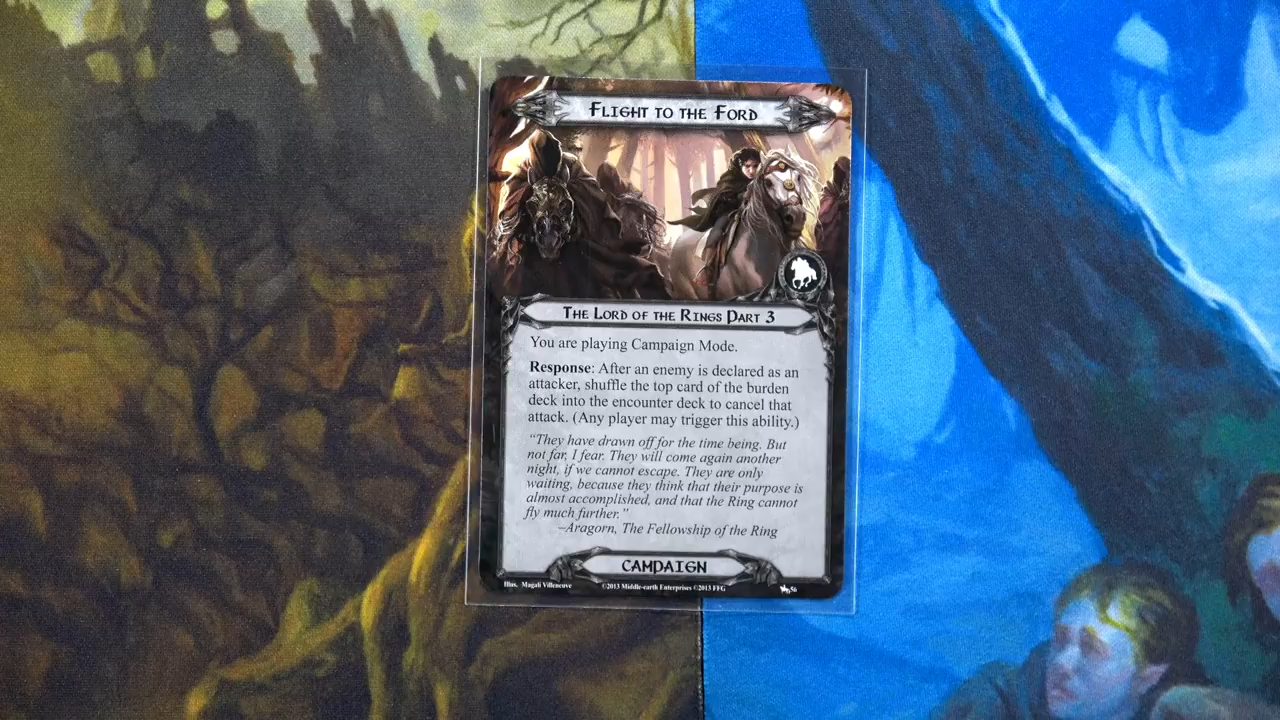 FLIGHT TO THE FORD
THE LORD OF THE RINGS PART 3
You are playing Campaign Mode.
Response: After an enemy is declared as an
attacker, shuffle the top card of the burden
deck into the encounter deck to cancel that
attack. (Any player may trigger this ability.)
“They have drawn off for the time being. But
not far, I fear. They will come again another
night, if we cannot escape. They are only
waiting, because they think that their purpose is
almost accomplished, and that the Ring cannot
fly much further.”
–Aragorn, The Fellowship of the Ring
CAMPAIGN
Illus. Magali Villeneuve ©2013 Middle-earth Enterprises ©2013 FFG 56